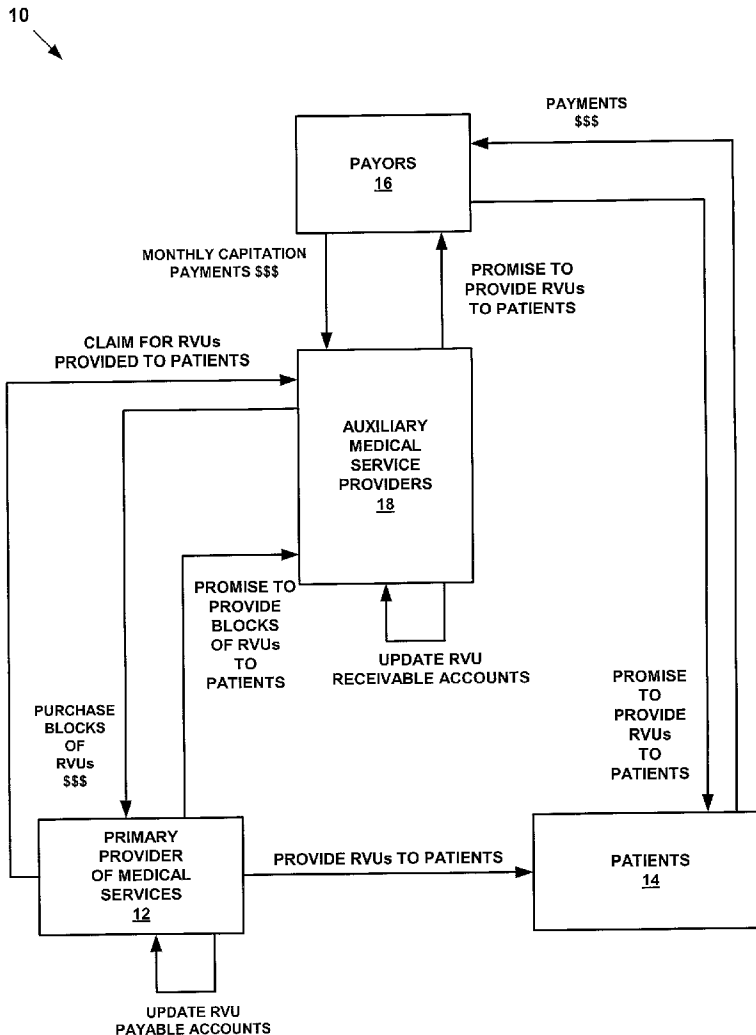 10
PAYMENTS
$$$
PAYORS
16
MONTHLY CAPITATION
PAYMENTS $$$
PROMISE TO
PROVIDE RVUs
TO PATIENTS
CLAIM FOR RVUs
PROVIDED TO PATIENTS
AUXILIARY
MEDICAL
SERVICE
PROVIDERS
18
PROMISE TO
PROVIDE
BLOCKS
OF RVUs
TO
PATIENTS
UPDATE RVU
RECEIVABLE ACCOUNTS
PROMISE
TO
PROVIDE
RVUs
TO
PATIENTS
PURCHASE
BLOCKS
OF
RVUs
$$$
PRIMARY
PROVIDER
OF MEDICAL
SERVICES
12
PROVIDE RVUs TO PATIENTS
PATIENTS
14
UPDATE RVU
PAYABLE ACCOUNTS